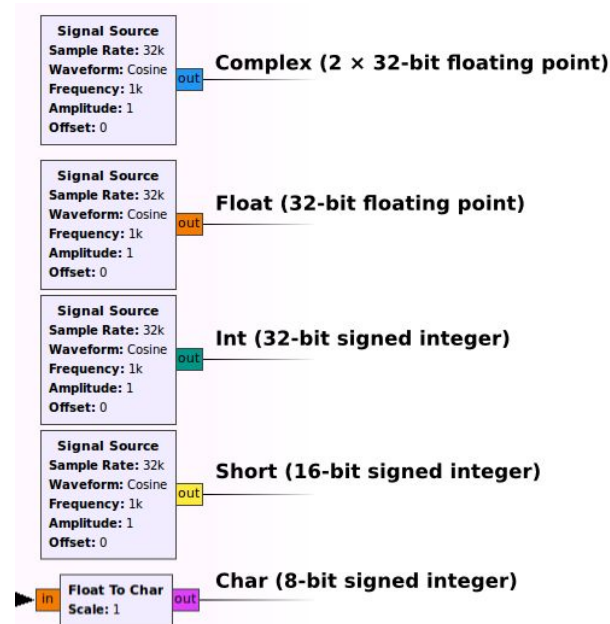 Signal Source
Sample Rate: 32k
Waveform: Cosine
Frequency: 1k
Amplitude: 1
Offset: 0
out
Complex (2 × 32-bit floating point)
Signal Source
Sample Rate: 32k
Waveform: Cosine
Frequency: 1k
Amplitude: 1
Offset: 0
out
Float (32-bit floating point)
Signal Source
Sample Rate: 32k
Waveform: Cosine
Frequency: 1k
Amplitude: 1
Offset: 0
out
Int (32-bit signed integer)
Signal Source
Sample Rate: 32k
Waveform: Cosine
Frequency: 1k
Amplitude: 1
Offset: 0
out
Short (16-bit signed integer)
in
Float To Char
Scale: 1
out
Char (8-bit signed integer)